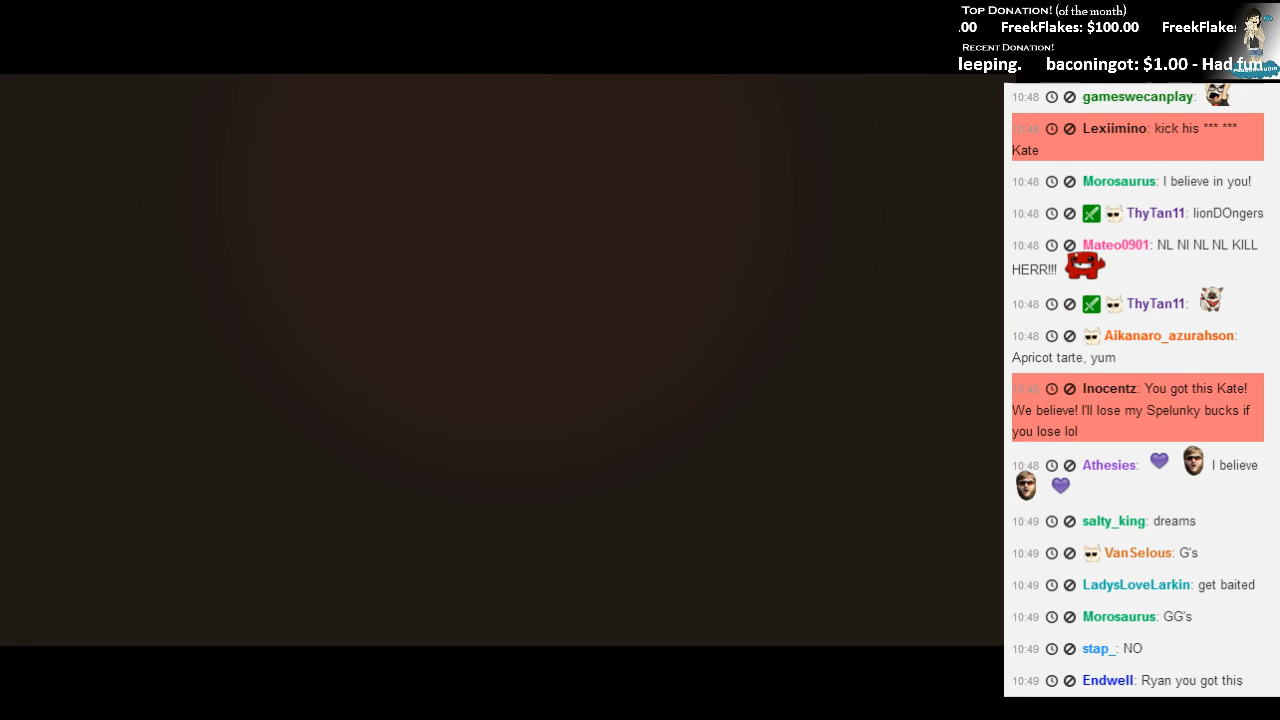 TOP DONATION! (of the month)
.00 FreekFlakes: $100.00 FreekFlakes
RECENT DONATION!
leeping. baconingot: $1.00 - Had fun
10:48 gameswecanplay:
10:48 Lexiimino: kick his *** ***
Kate
10:48 Morosaurus: I believe in you!
10:48 ThyTan11: lionDOngers
10:48 Mateo0901: NL NI NL NL KILL
HERR!!!
10:48 ThyTan11:
10:48 Aikanaro_azurahson:
Apricot tarte, yum
10:48 Inocentz: You got this Kate!
We believe! I'll lose my Spelunky bucks if
you lose lol
10:48 Athesies: I believe
10:49 salty_king: dreams
10:49 VanSelous: G's
10:49 LadysLoveLarkin: get baited
10:49 Morosaurus: GG's
10:49 stap_: NO
10:49 Endwell: Ryan you got this